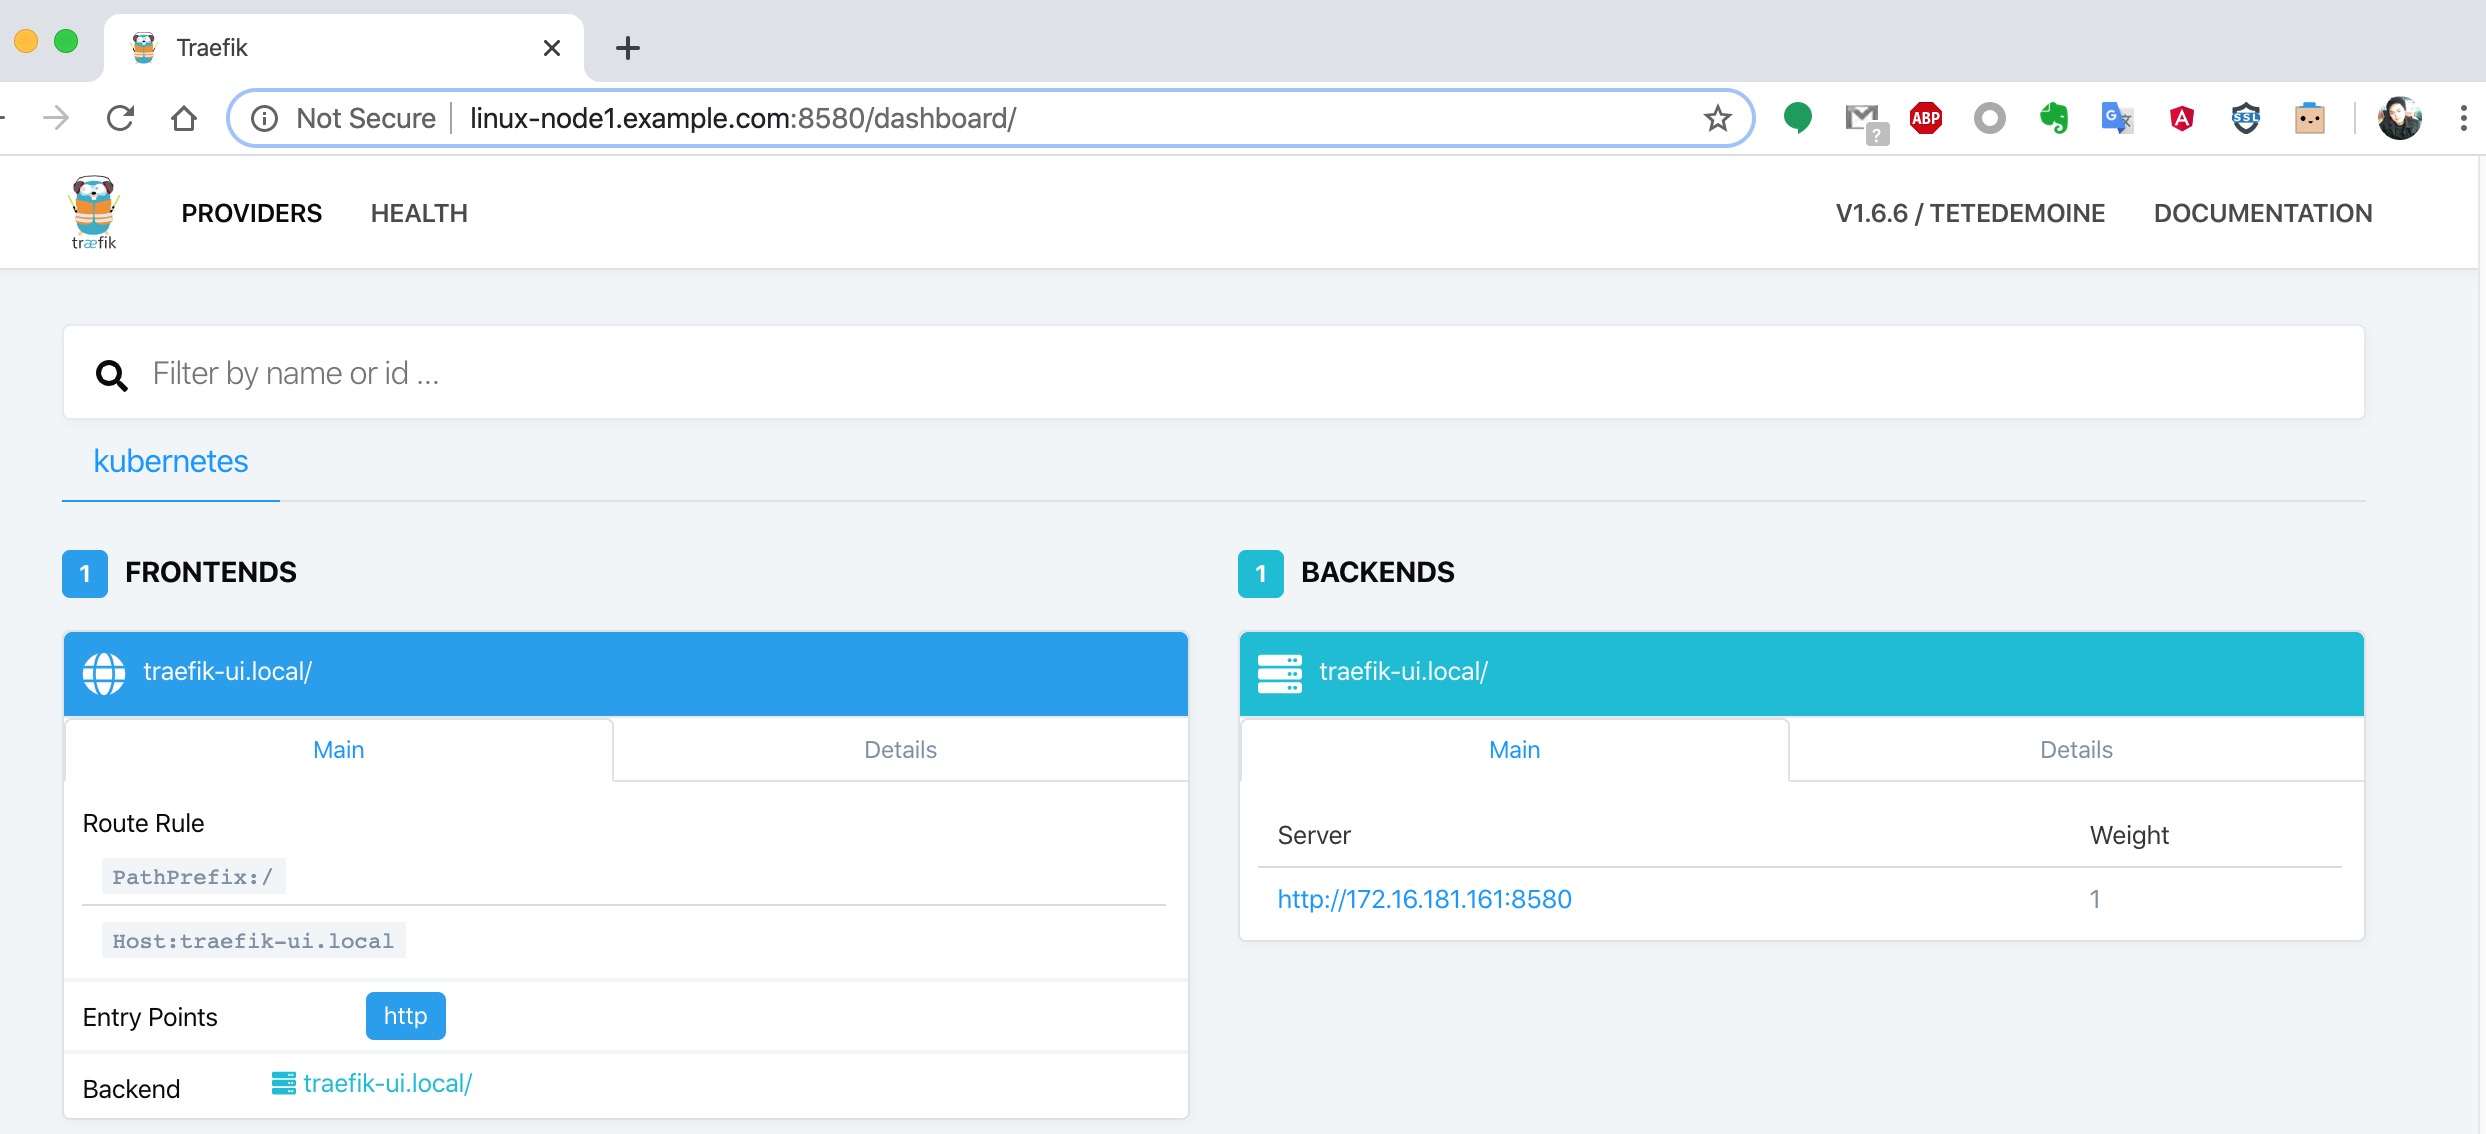 Traefik
Not Secure | linux-node1.example.com:8580/dashboard/
?
ABP
G
A
SSL
træfik
PROVIDERS HEALTH V1.6.6 / TETEDEMOINE DOCUMENTATION
Filter by name or id ...
kubernetes
1 FRONTENDS
traefik-ui.local/
Main Details
Route Rule
PathPrefix:/
Host:traefik-ui.local
Entry Points http
Backend traefik-ui.local/
1 BACKENDS
traefik-ui.local/
Main Details
Server Weight
http://172.16.181.161:8580 1